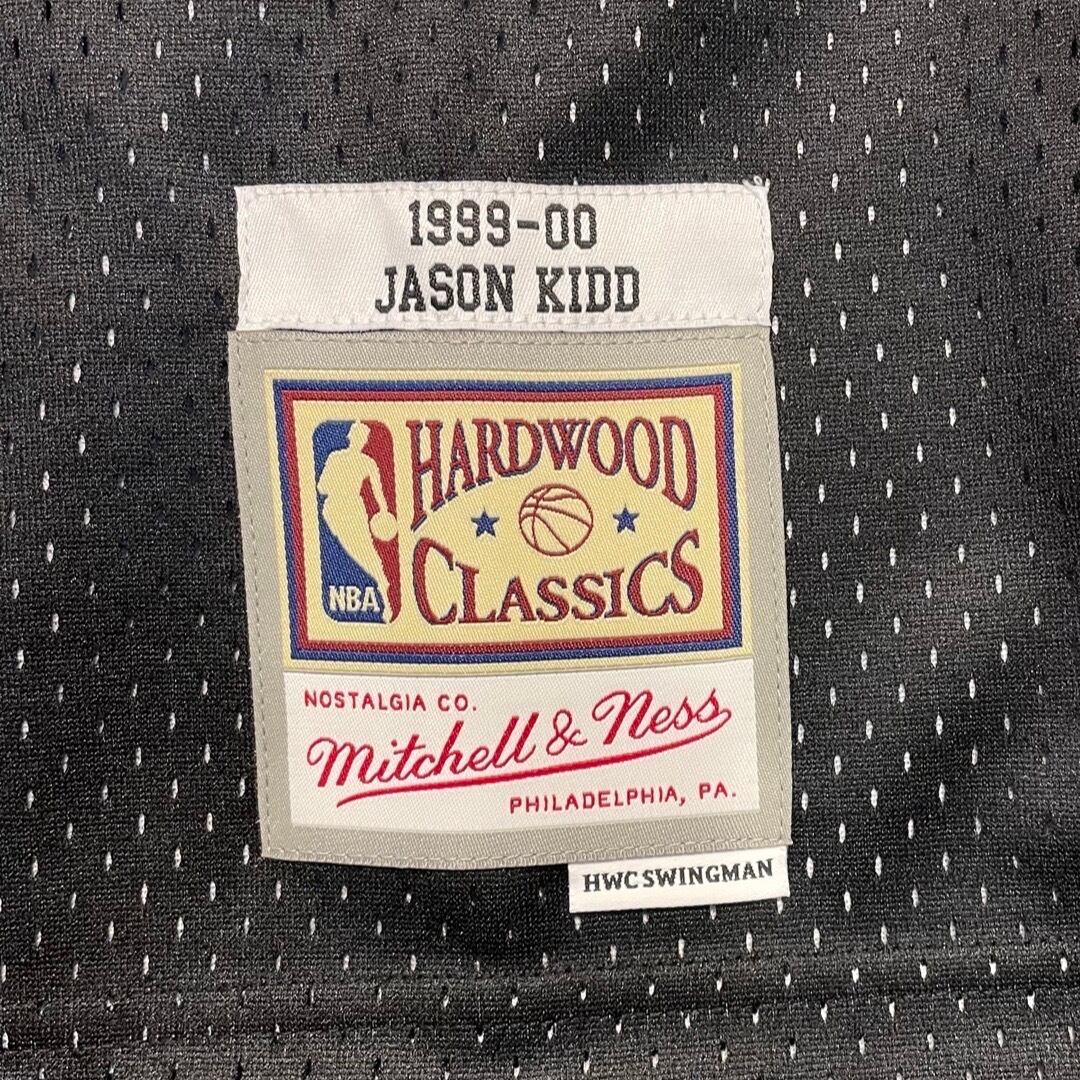 1999-00
JASON KIDD
HARDWOOD
CLASSICS
NBA
NOSTALGIA CO.
Mitchell & Ness
PHILADELPHIA, PA.
HWC SWINGMAN